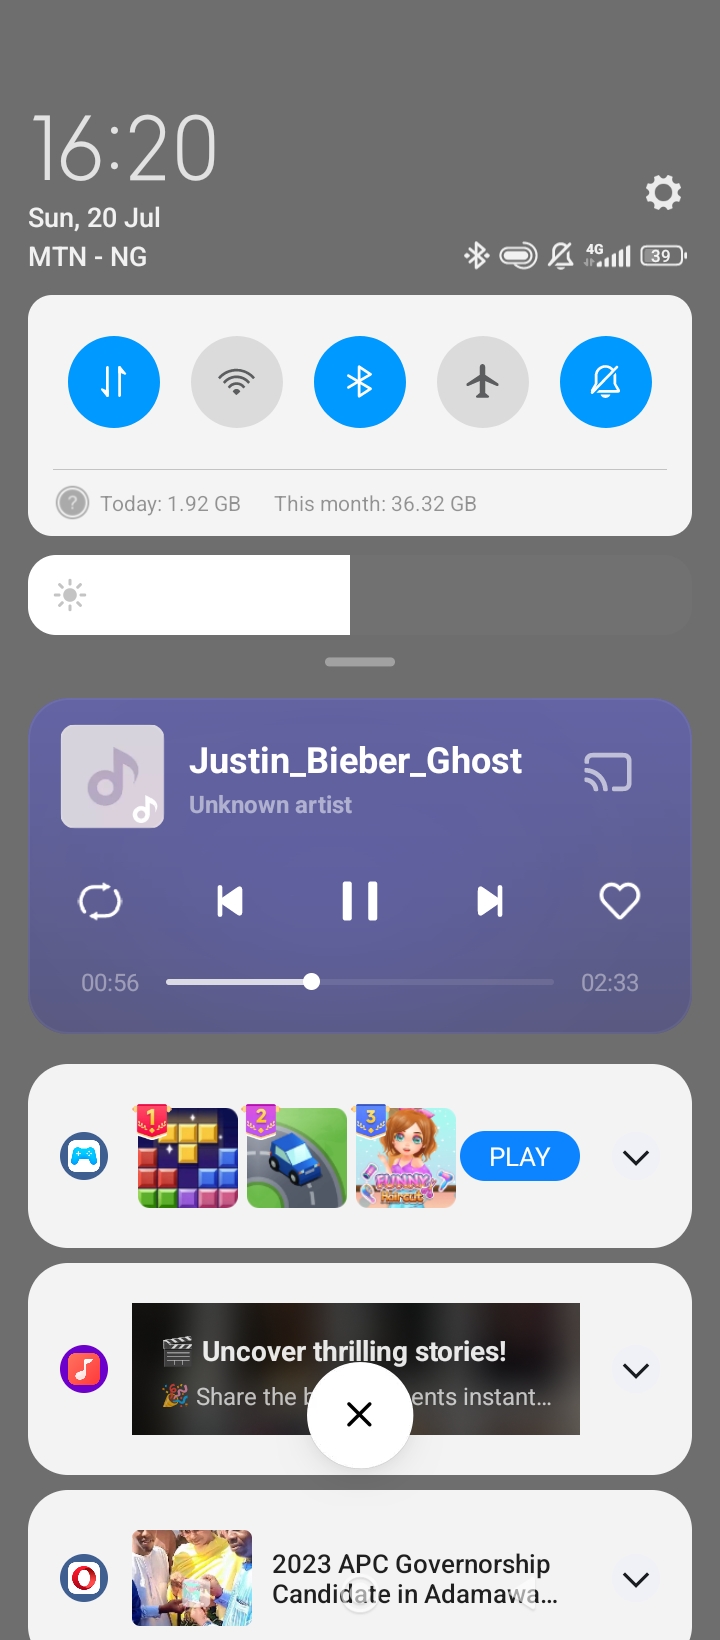 16:20
Sun, 20 Jul
MTN - NG
4G
39
Today: 1.92 GB This month: 36.32 GB
Justin_Bieber_Ghost
Unknown artist
00:56 02:33
1 2 3
FUNNY
Haircut
PLAY
Uncover thrilling stories!
Share the ents instant...
2023 APC Governorship
Candidate in Adamawa...